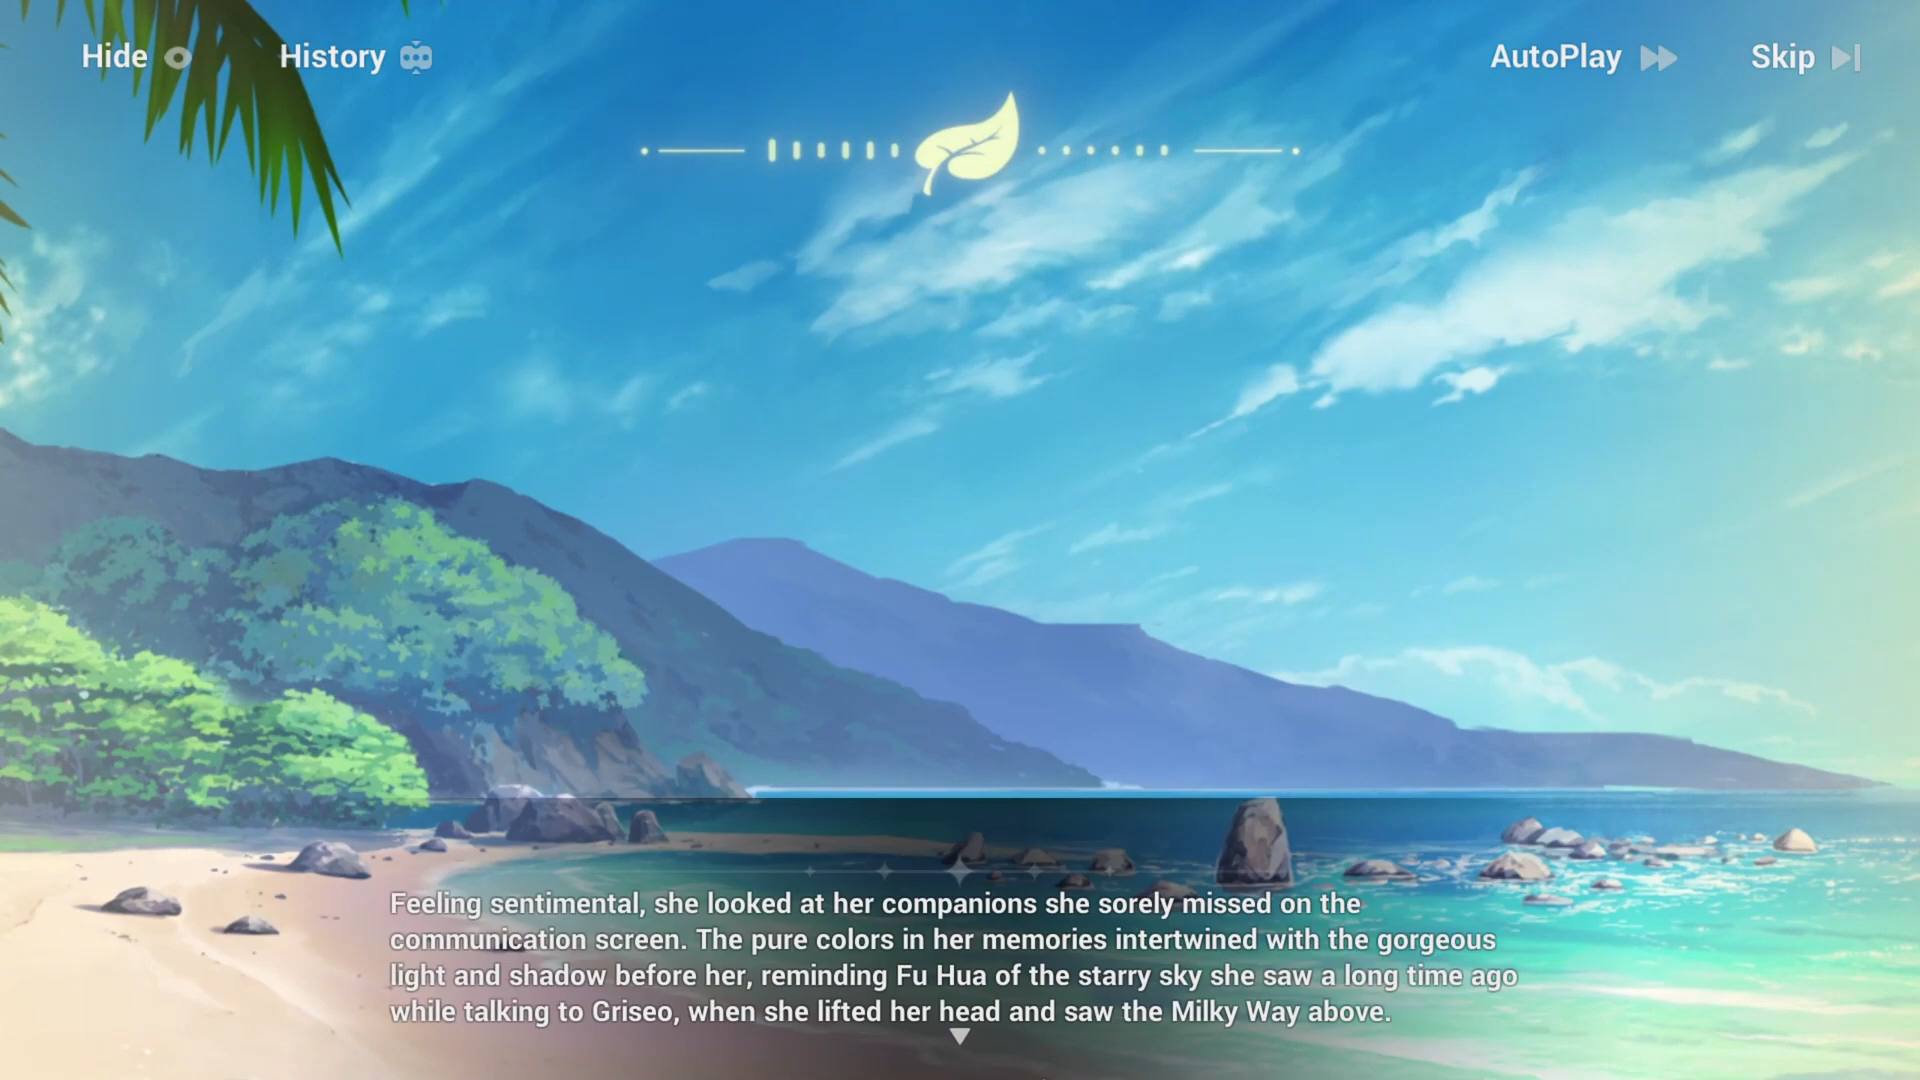 Hide
History
AutoPlay
Skip
Feeling sentimental, she looked at her companions she sorely missed on the
communication screen. The pure colors in her memories intertwined with the gorgeous
light and shadow before her, reminding Fu Hua of the starry sky she saw a long time ago
while talking to Griseo, when she lifted her head and saw the Milky Way above.